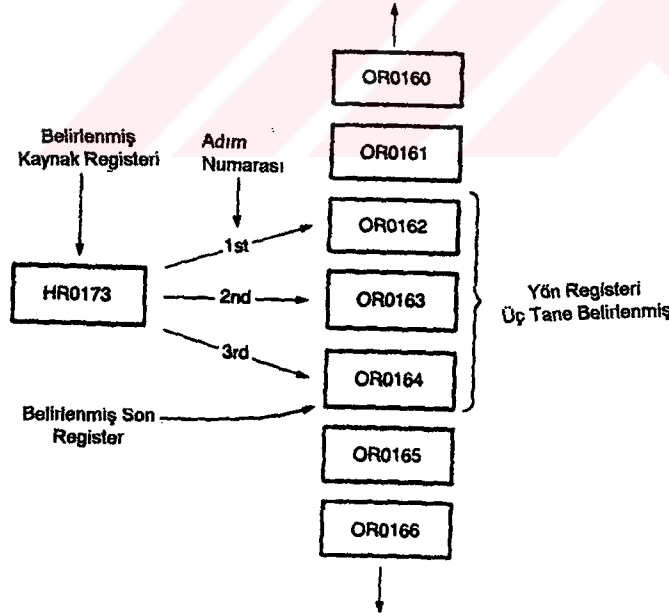 OR0160
OR0161
Belirlenmiş
Kaynak Registeri
Adım
Numarası
OR0162
1st
HR0173
2nd
OR0163
Yön Registeri
Üç Tane Belirlenmiş
3rd
OR0164
Belirlenmiş Son
Register
OR0165
OR0166